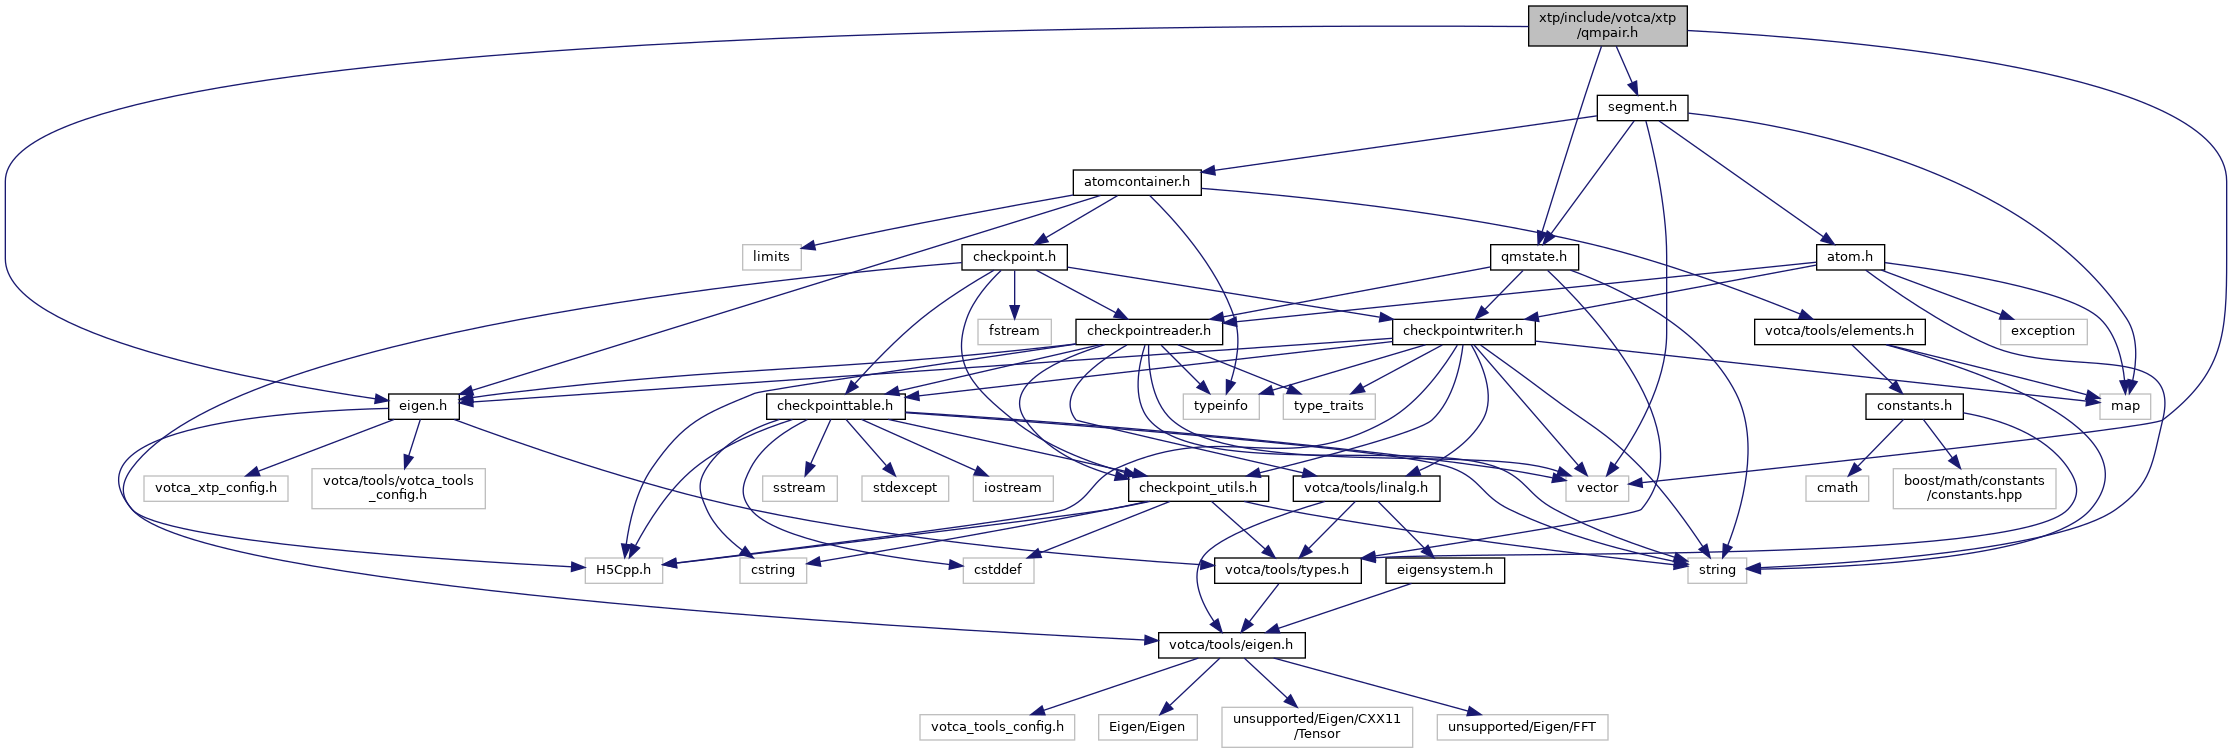 xtp/include/votca/xtp
/qmpair.h
segment.h
atomcontainer.h
limits
checkpoint.h
qmstate.h
atom.h
fstream
checkpointreader.h
checkpointwriter.h
votca/tools/elements.h
exception
eigen.h
checkpointtable.h
typeinfo
type_traits
constants.h
map
votca_xtp_config.h
votca/tools/votca_tools
_config.h
sstream
stdexcept
iostream
checkpoint_utils.h
votca/tools/linalg.h
vector
cmath
boost/math/constants
/constants.hpp
H5Cpp.h
cstring
cstddef
votca/tools/types.h
eigensystem.h
string
votca/tools/eigen.h
votca_tools_config.h
Eigen/Eigen
unsupported/Eigen/CXX11
/Tensor
unsupported/Eigen/FFT